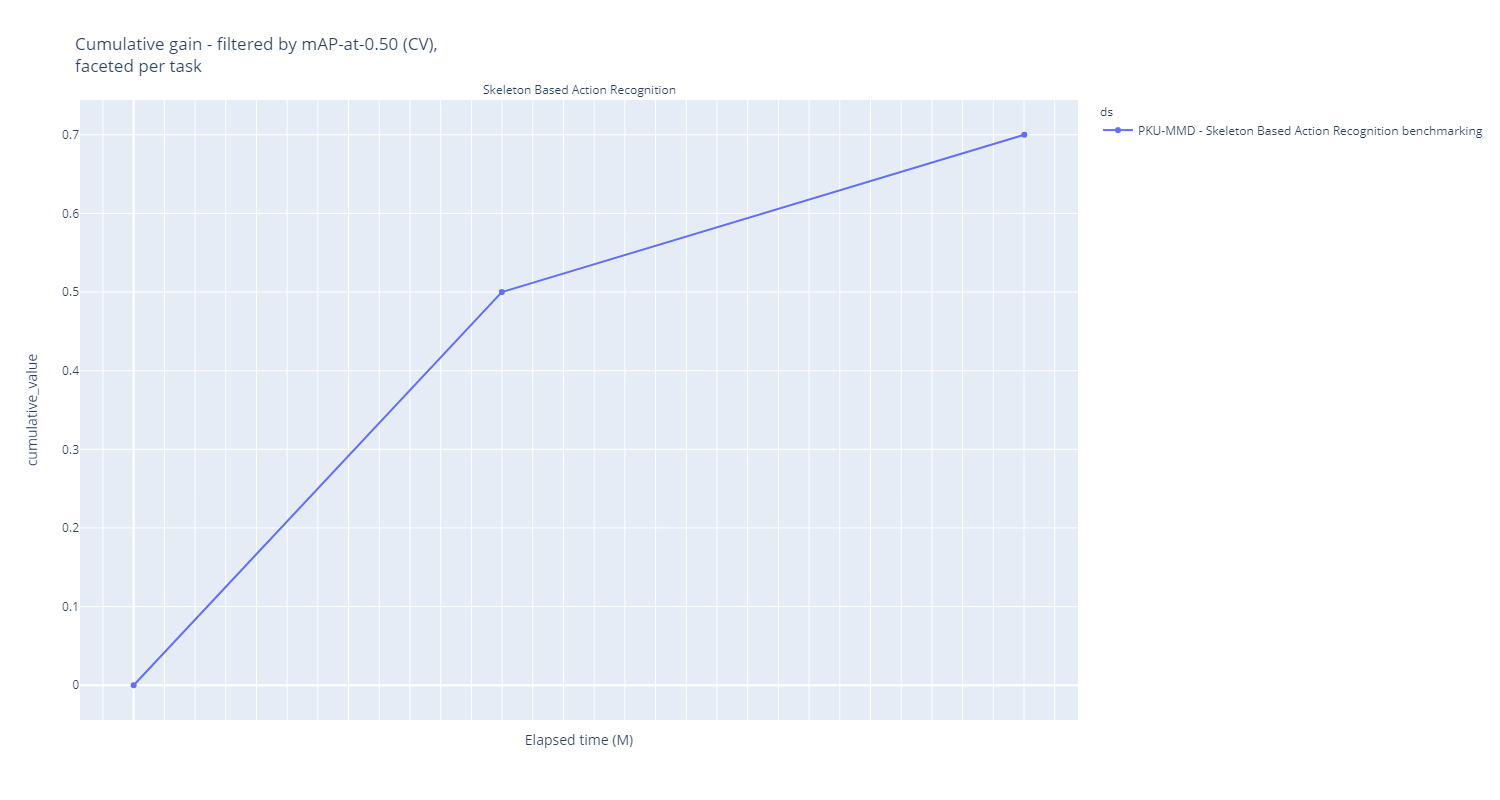 Cumulative gain - filtered by mAP-at-0.50 (CV),
faceted per task
Skeleton Based Action Recognition
ds
PKU-MMD - Skeleton Based Action Recognition benchmarking
0.7
0.6
0.5
0.4
0.3
0.2
0.1
0
cumulative_value
Elapsed time (M)